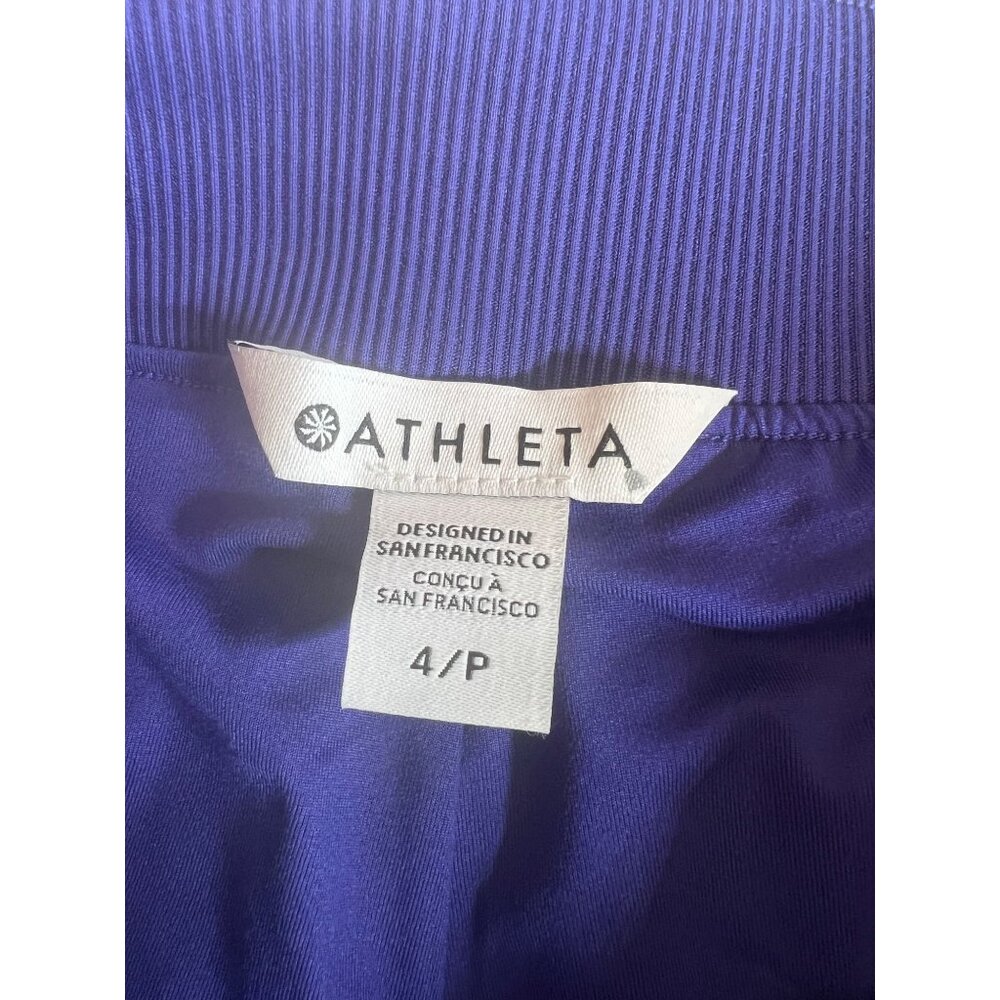 ATHLETA
DESIGNED IN
SAN FRANCISCO
CONÇU À
SAN FRANCISCO
4/P